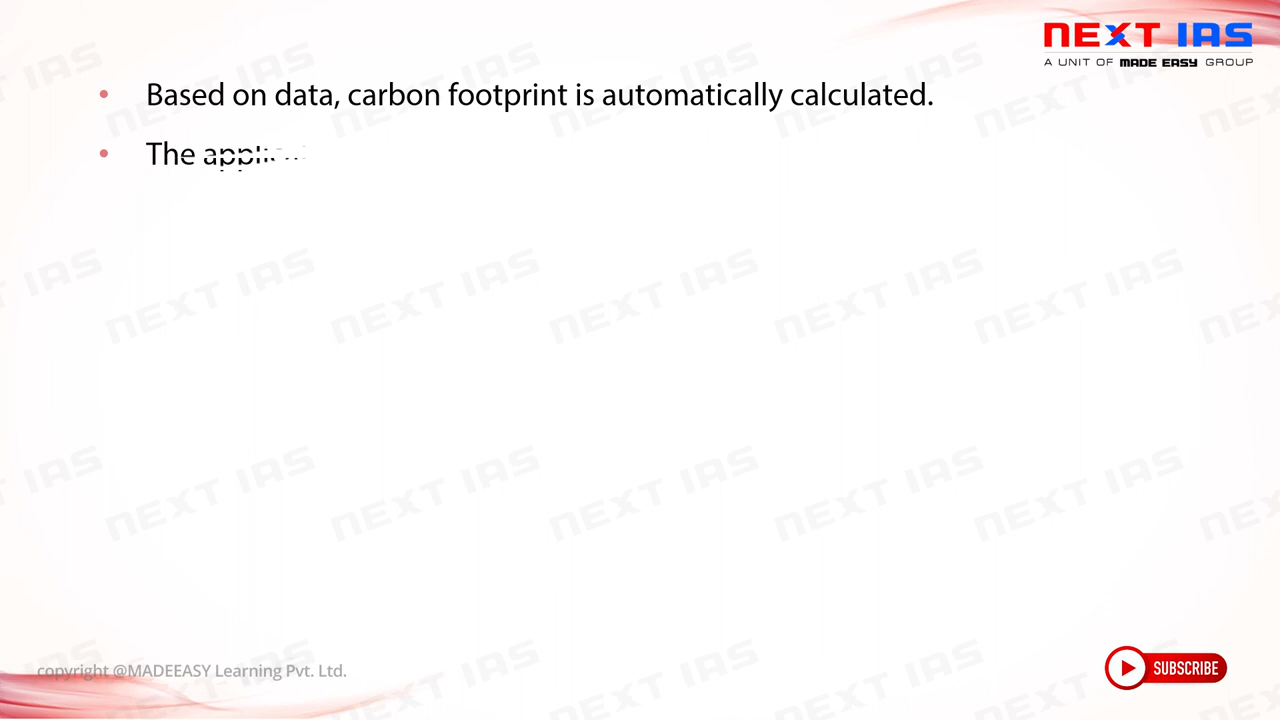 NEXT IAS
A UNIT OF MADE EASY GROUP
• Based on data, carbon footprint is automatically calculated.
• The
copyright @MADEEASY Learning Pvt. Ltd.
SUBSCRIBE